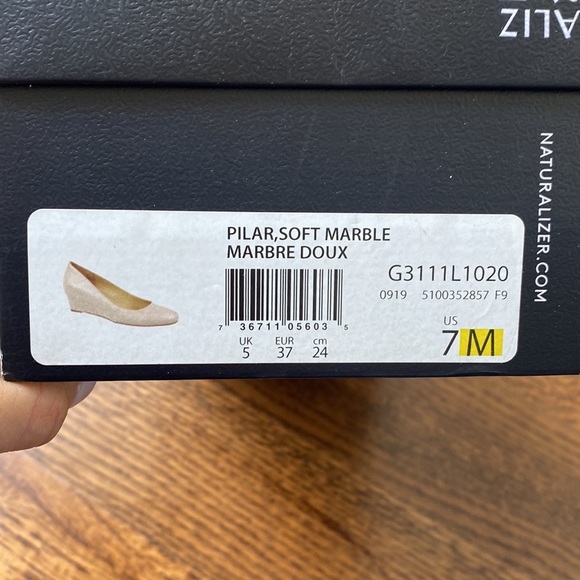 ALIZ
NATURALIZER.COM
PILAR,SOFT MARBLE
MARBRE DOUX
G3111L1020
0919 5100352857 F9
7 36711 05603 5
UK EUR cm
5 37 24
US
7 M